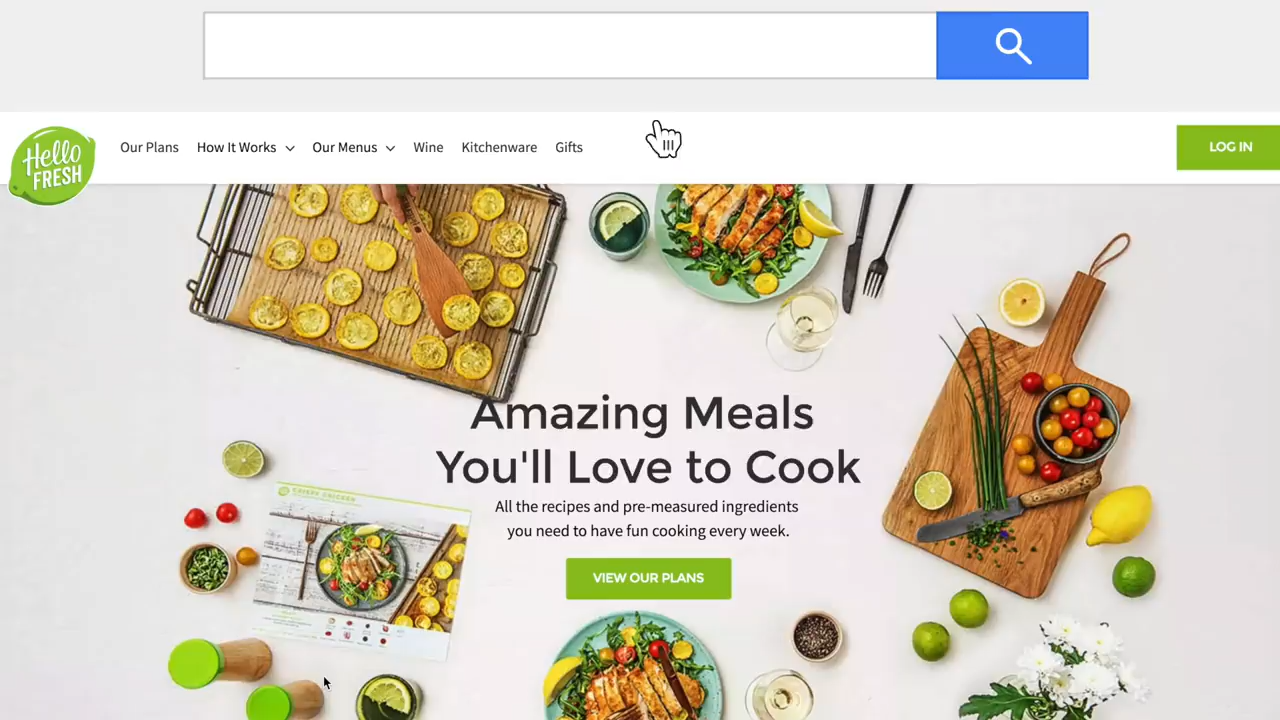 Hello
FRESH
Our Plans
How It Works
Our Menus
Wine
Kitchenware
Gifts
LOG IN
Amazing Meals
You'll Love to Cook
All the recipes and pre-measured ingredients
you need to have fun cooking every week.
VIEW OUR PLANS